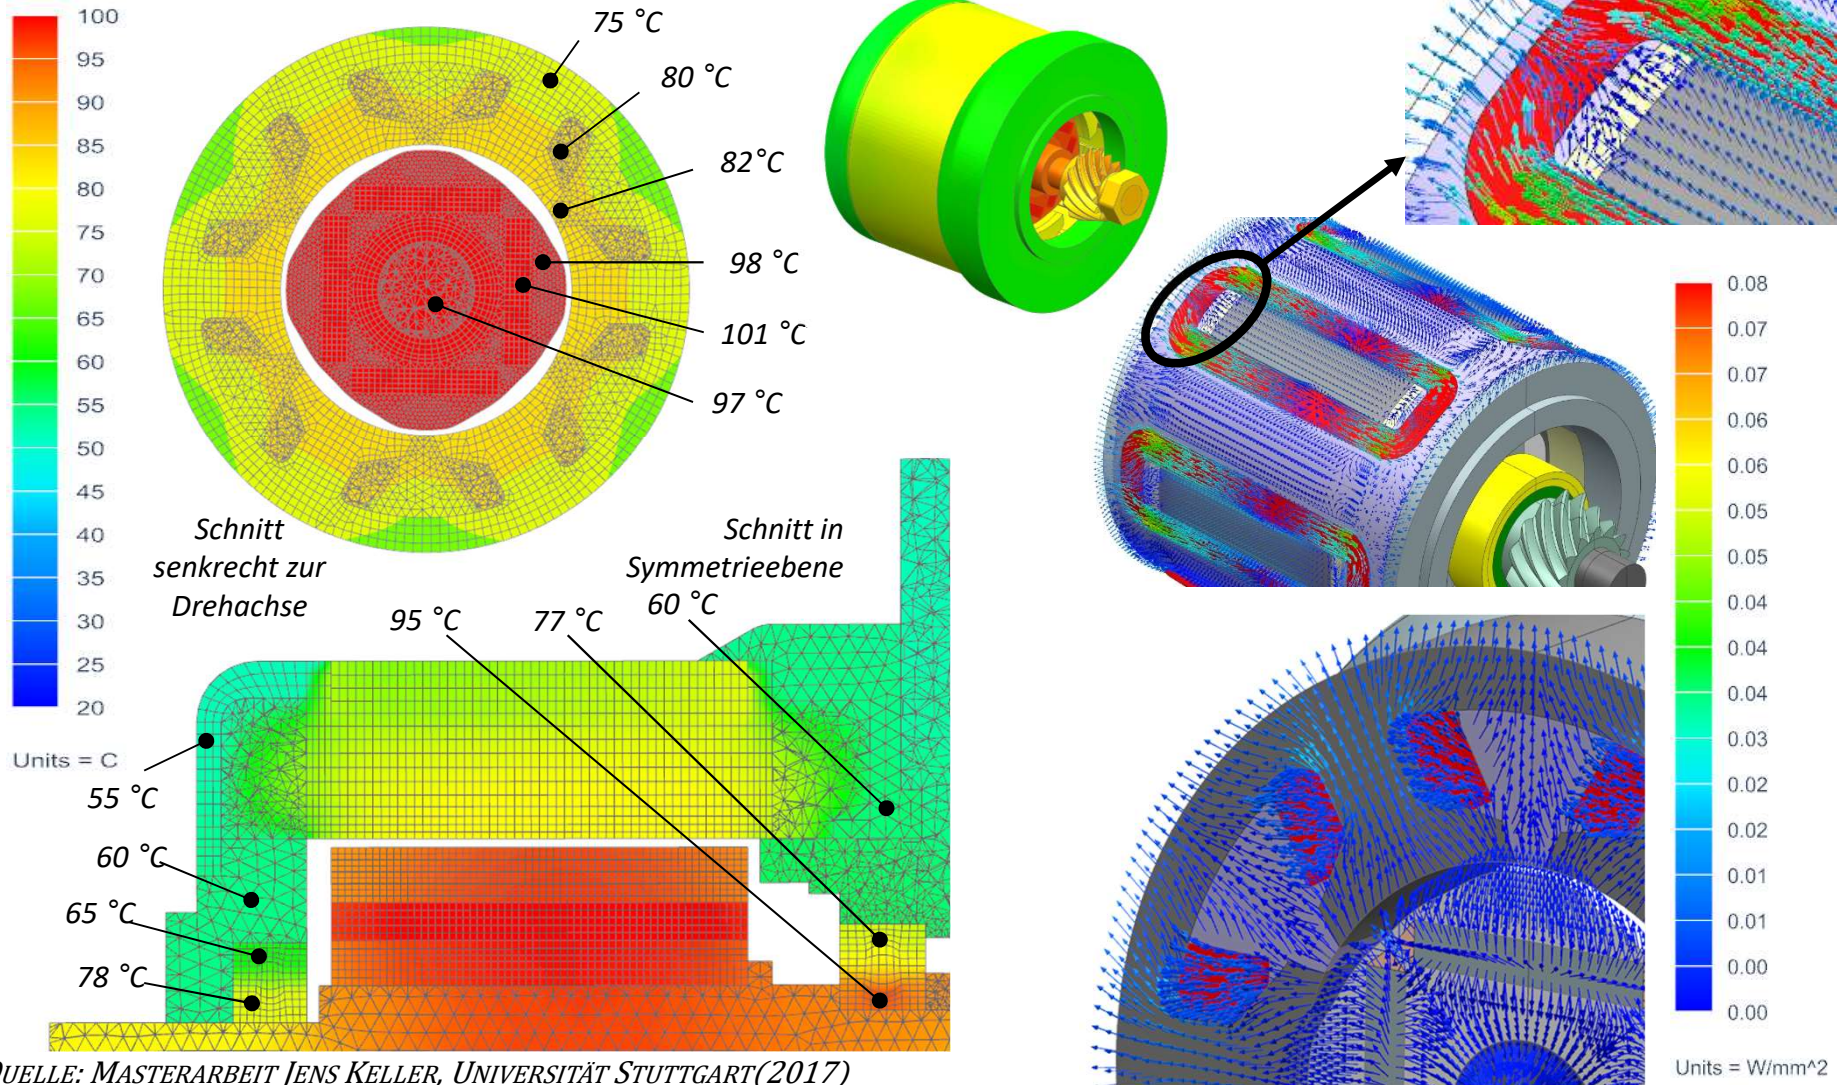 100
95
90
85
80
75
70
65
60
55
50
45
40
35
30
25
20
Units = C
75 °C
80 °C
82°C
98 °C
101 °C
97 °C
Schnitt
senkrecht zur
Drehachse
Schnitt in
Symmetrieebene
60 °C
95 °C
77 °C
55 °C
60 °C
65 °C
78 °C
0.08
0.07
0.07
0.06
0.06
0.05
0.05
0.04
0.04
0.04
0.03
0.02
0.02
0.01
0.01
0.00
0.00
Units = W/mm^2
QUELLE: MASTERARBEIT JENS KELLER, UNIVERSITÄT STUTTGART(2017)